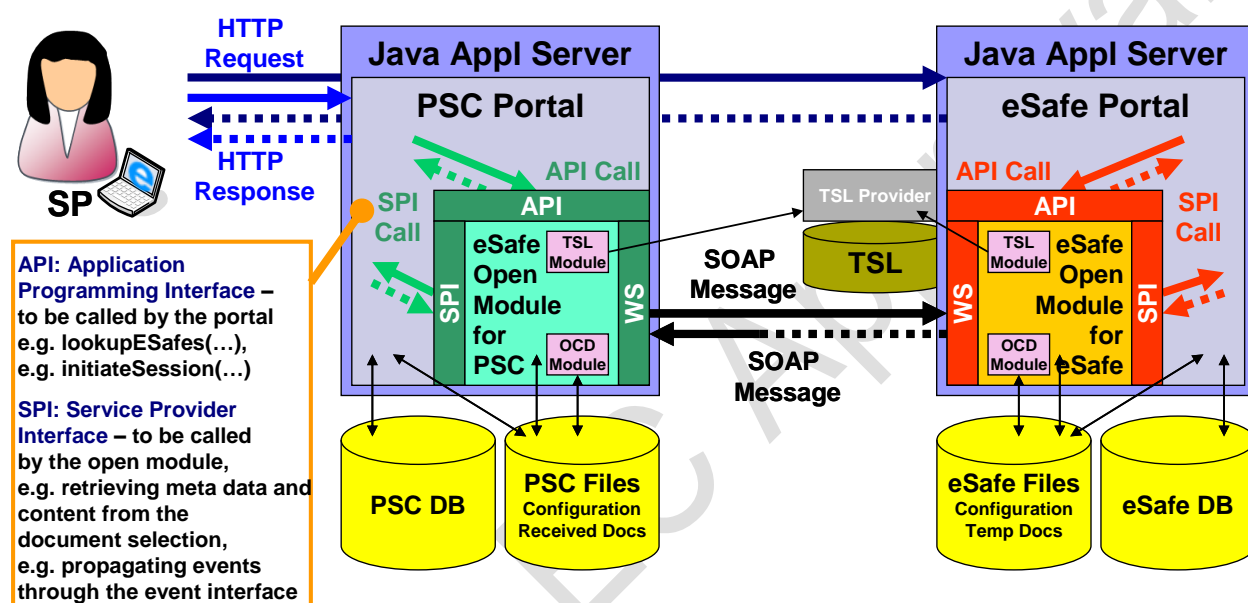 HTTP
Request
HTTP
Response
SP
Java Appl Server
PSC Portal
API Call
SPI
Call
API
SPI
WS
eSafe
Open
Module
for
PSC
TSL
Module
OCD
Module
TSL Provider
TSL
SOAP
Message
SOAP
Message
Java Appl Server
eSafe Portal
API Call
SPI
Call
API
WS
SPI
TSL
Module
eSafe
Open
Module
for
eSafe
OCD
Module
API: Application
Programming Interface –
to be called by the portal
e.g. lookupESafes(…),
e.g. initiateSession(…)
SPI: Service Provider
Interface – to be called
by the open module,
e.g. retrieving meta data and
content from the
document selection,
e.g. propagating events
through the event interface
PSC DB
PSC Files
Configuration
Received Docs
eSafe Files
Configuration
Temp Docs
eSafe DB